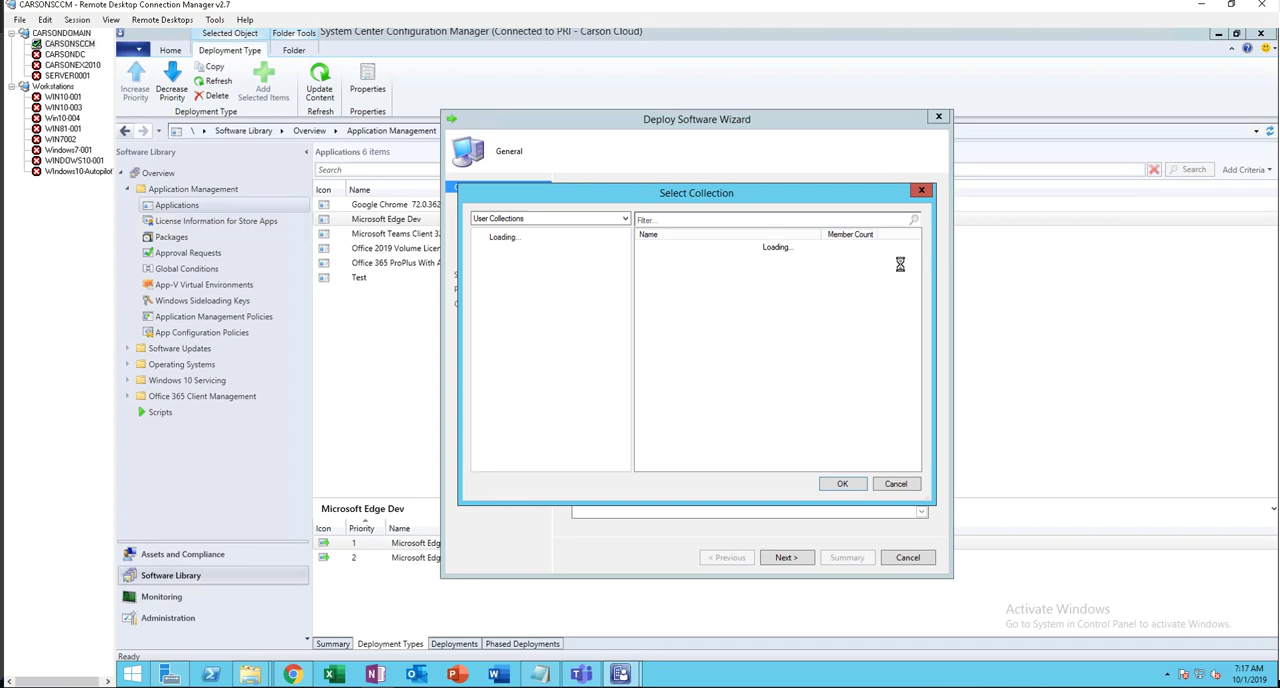 CARSONSCCM - Remote Desktop Connection Manager v2.7
File Edit Session View Remote Desktops Tools Help
CARSONDOMAIN
CARSONSCCM
CARSONDC
CARSONEX2010
SERVER0001
Workstations
WIN10-001
WIN10-003
Win10-004
WIN81-001
WIN7002
Windows7-001
WINDOWS10-001
WIndows10-Autopilot
Selected Object Folder Tools System Center Configuration Manager (Connected to PRI - Carson Cloud)
Home Deployment Type Folder
Increase Priority
Decrease Priority
Copy
Refresh
Delete
Add Selected Items
Update Content
Properties
Deployment Type Refresh Properties
\ Software Library Overview Application Management
Software Library
Overview
Application Management
Applications
License Information for Store Apps
Packages
Approval Requests
Global Conditions
App-V Virtual Environments
Windows Sideloading Keys
Application Management Policies
App Configuration Policies
Software Updates
Operating Systems
Windows 10 Servicing
Office 365 Client Management
Scripts
Assets and Compliance
Software Library
Monitoring
Administration
Ready
Applications 6 items
Search
Search Add Criteria
Icon Name
Google Chrome 72.0.362
Microsoft Edge Dev
Microsoft Teams Client 32
Office 2019 Volume Licen
Office 365 ProPlus With A
Test
Microsoft Edge Dev
Icon Priority Name
1 Microsoft Edg
2 Microsoft Edg
Summary Deployment Types Deployments Phased Deployments
Deploy Software Wizard
General
Select Collection
User Collections
Filter...
Loading...
Name Member Count
Loading...
OK Cancel
< Previous Next > Summary Cancel
Activate Windows
Go to System in Control Panel to activate Windows.
7:17 AM
10/1/2019